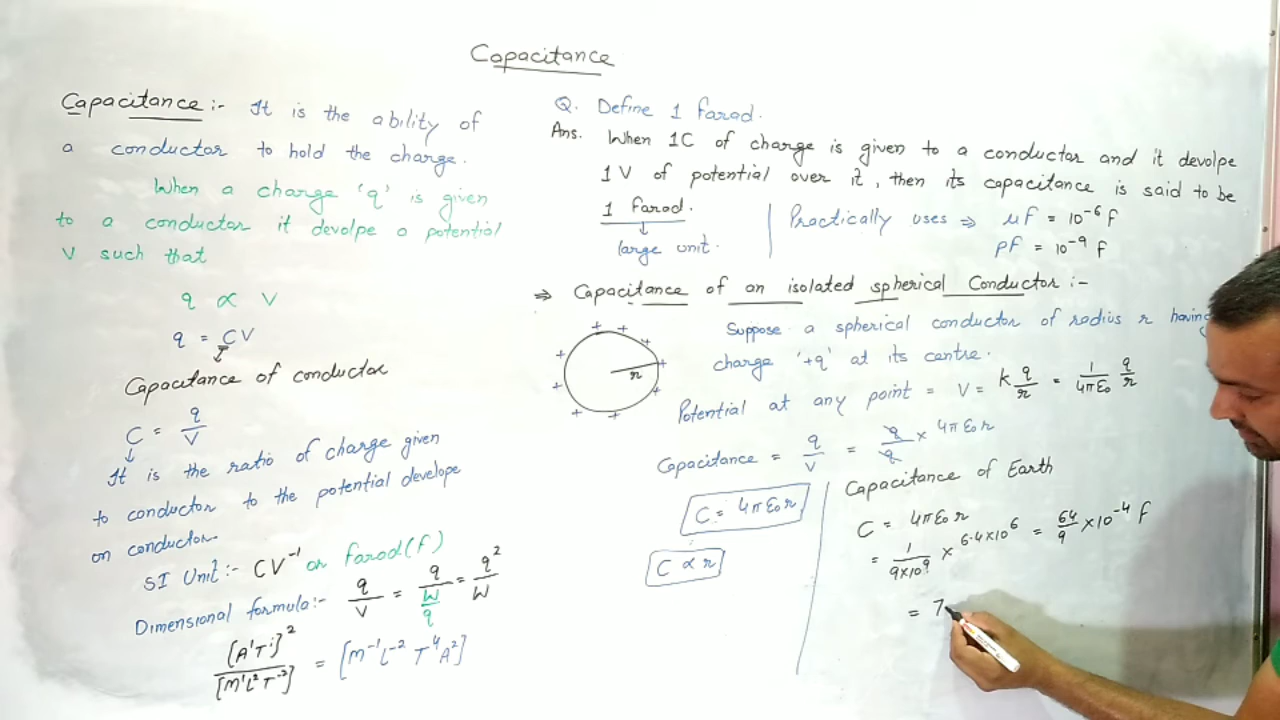 Capacitance
Capacitance :- It is the ability of
a conductor to hold the charge.
When a charge 'q' is given
to a conductor it devolpe a potential
V such that
q ∝ V
q = CV
Capacitance of conductor
C = q/V
It is the ratio of charge given
to conductor to the potential develope
on conductor.
SI Unit :- CV⁻¹ or farad (f)
Dimensional formula :- q/V = q/(W/q) = q²/W
[A¹T¹]²/[M¹L²T⁻²] = [M⁻¹L⁻² T⁴A²]
Q. Define 1 farad.
Ans. When 1C of charge is given to a conductor and it devolpe
1 V of potential over it, then its capacitance is said to be
1 farad.
large unit.
Practically uses ⇒ μf = 10⁻⁶ f
pf = 10⁻⁹ f
⇒ Capacitance of an isolated spherical Conductor :-
+ + + + + + + + +
r
Suppose a spherical conductor of radius r having
charge '+q' at its centre.
Potential at any point = V = K q/r = 1/4πε₀ q/r
Capacitance = q/V = q/q × 4πε₀r
C = 4πε₀r
C ∝ r
Capacitance of Earth
C = 4πε₀r
= 1/9×10⁹ × 6.4×10⁶ = 64/9 ×10⁻⁴ f
= 7